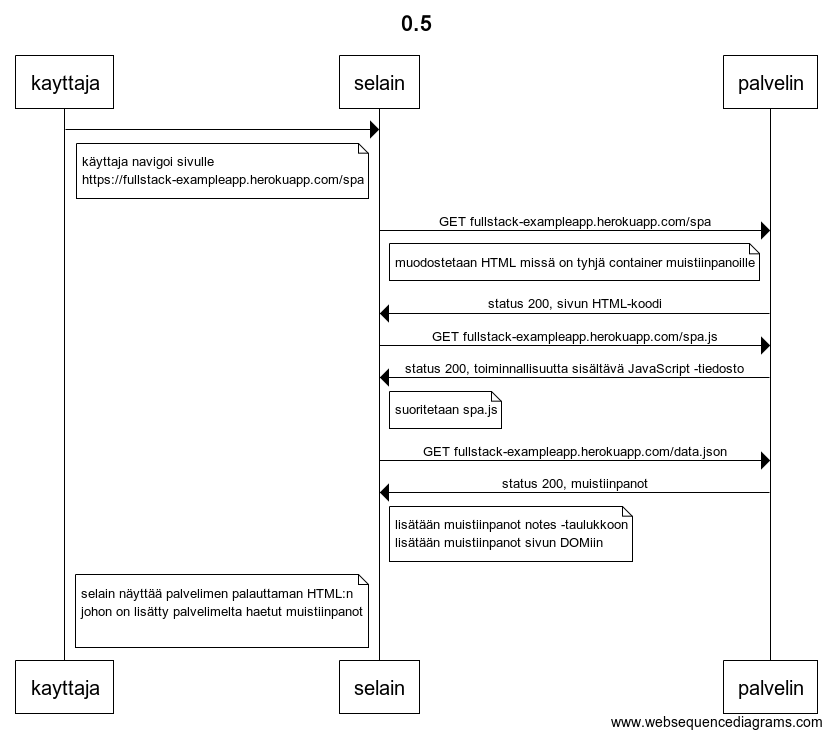 0.5
kayttaja
selain
palvelin
käyttaja navigoi sivulle
https://fullstack-exampleapp.herokuapp.com/spa
GET fullstack-exampleapp.herokuapp.com/spa
muodostetaan HTML missä on tyhjä container muistiinpanoille
status 200, sivun HTML-koodi
GET fullstack-exampleapp.herokuapp.com/spa.js
status 200, toiminnallisuutta sisältävä JavaScript -tiedosto
suoritetaan spa.js
GET fullstack-exampleapp.herokuapp.com/data.json
status 200, muistiinpanot
lisätään muistiinpanot notes -taulukkoon
lisätään muistiinpanot sivun DOMiin
selain näyttää palvelimen palauttaman HTML:n
johon on lisätty palvelimelta haetut muistiinpanot
kayttaja
selain
palvelin
www.websequencediagrams.com